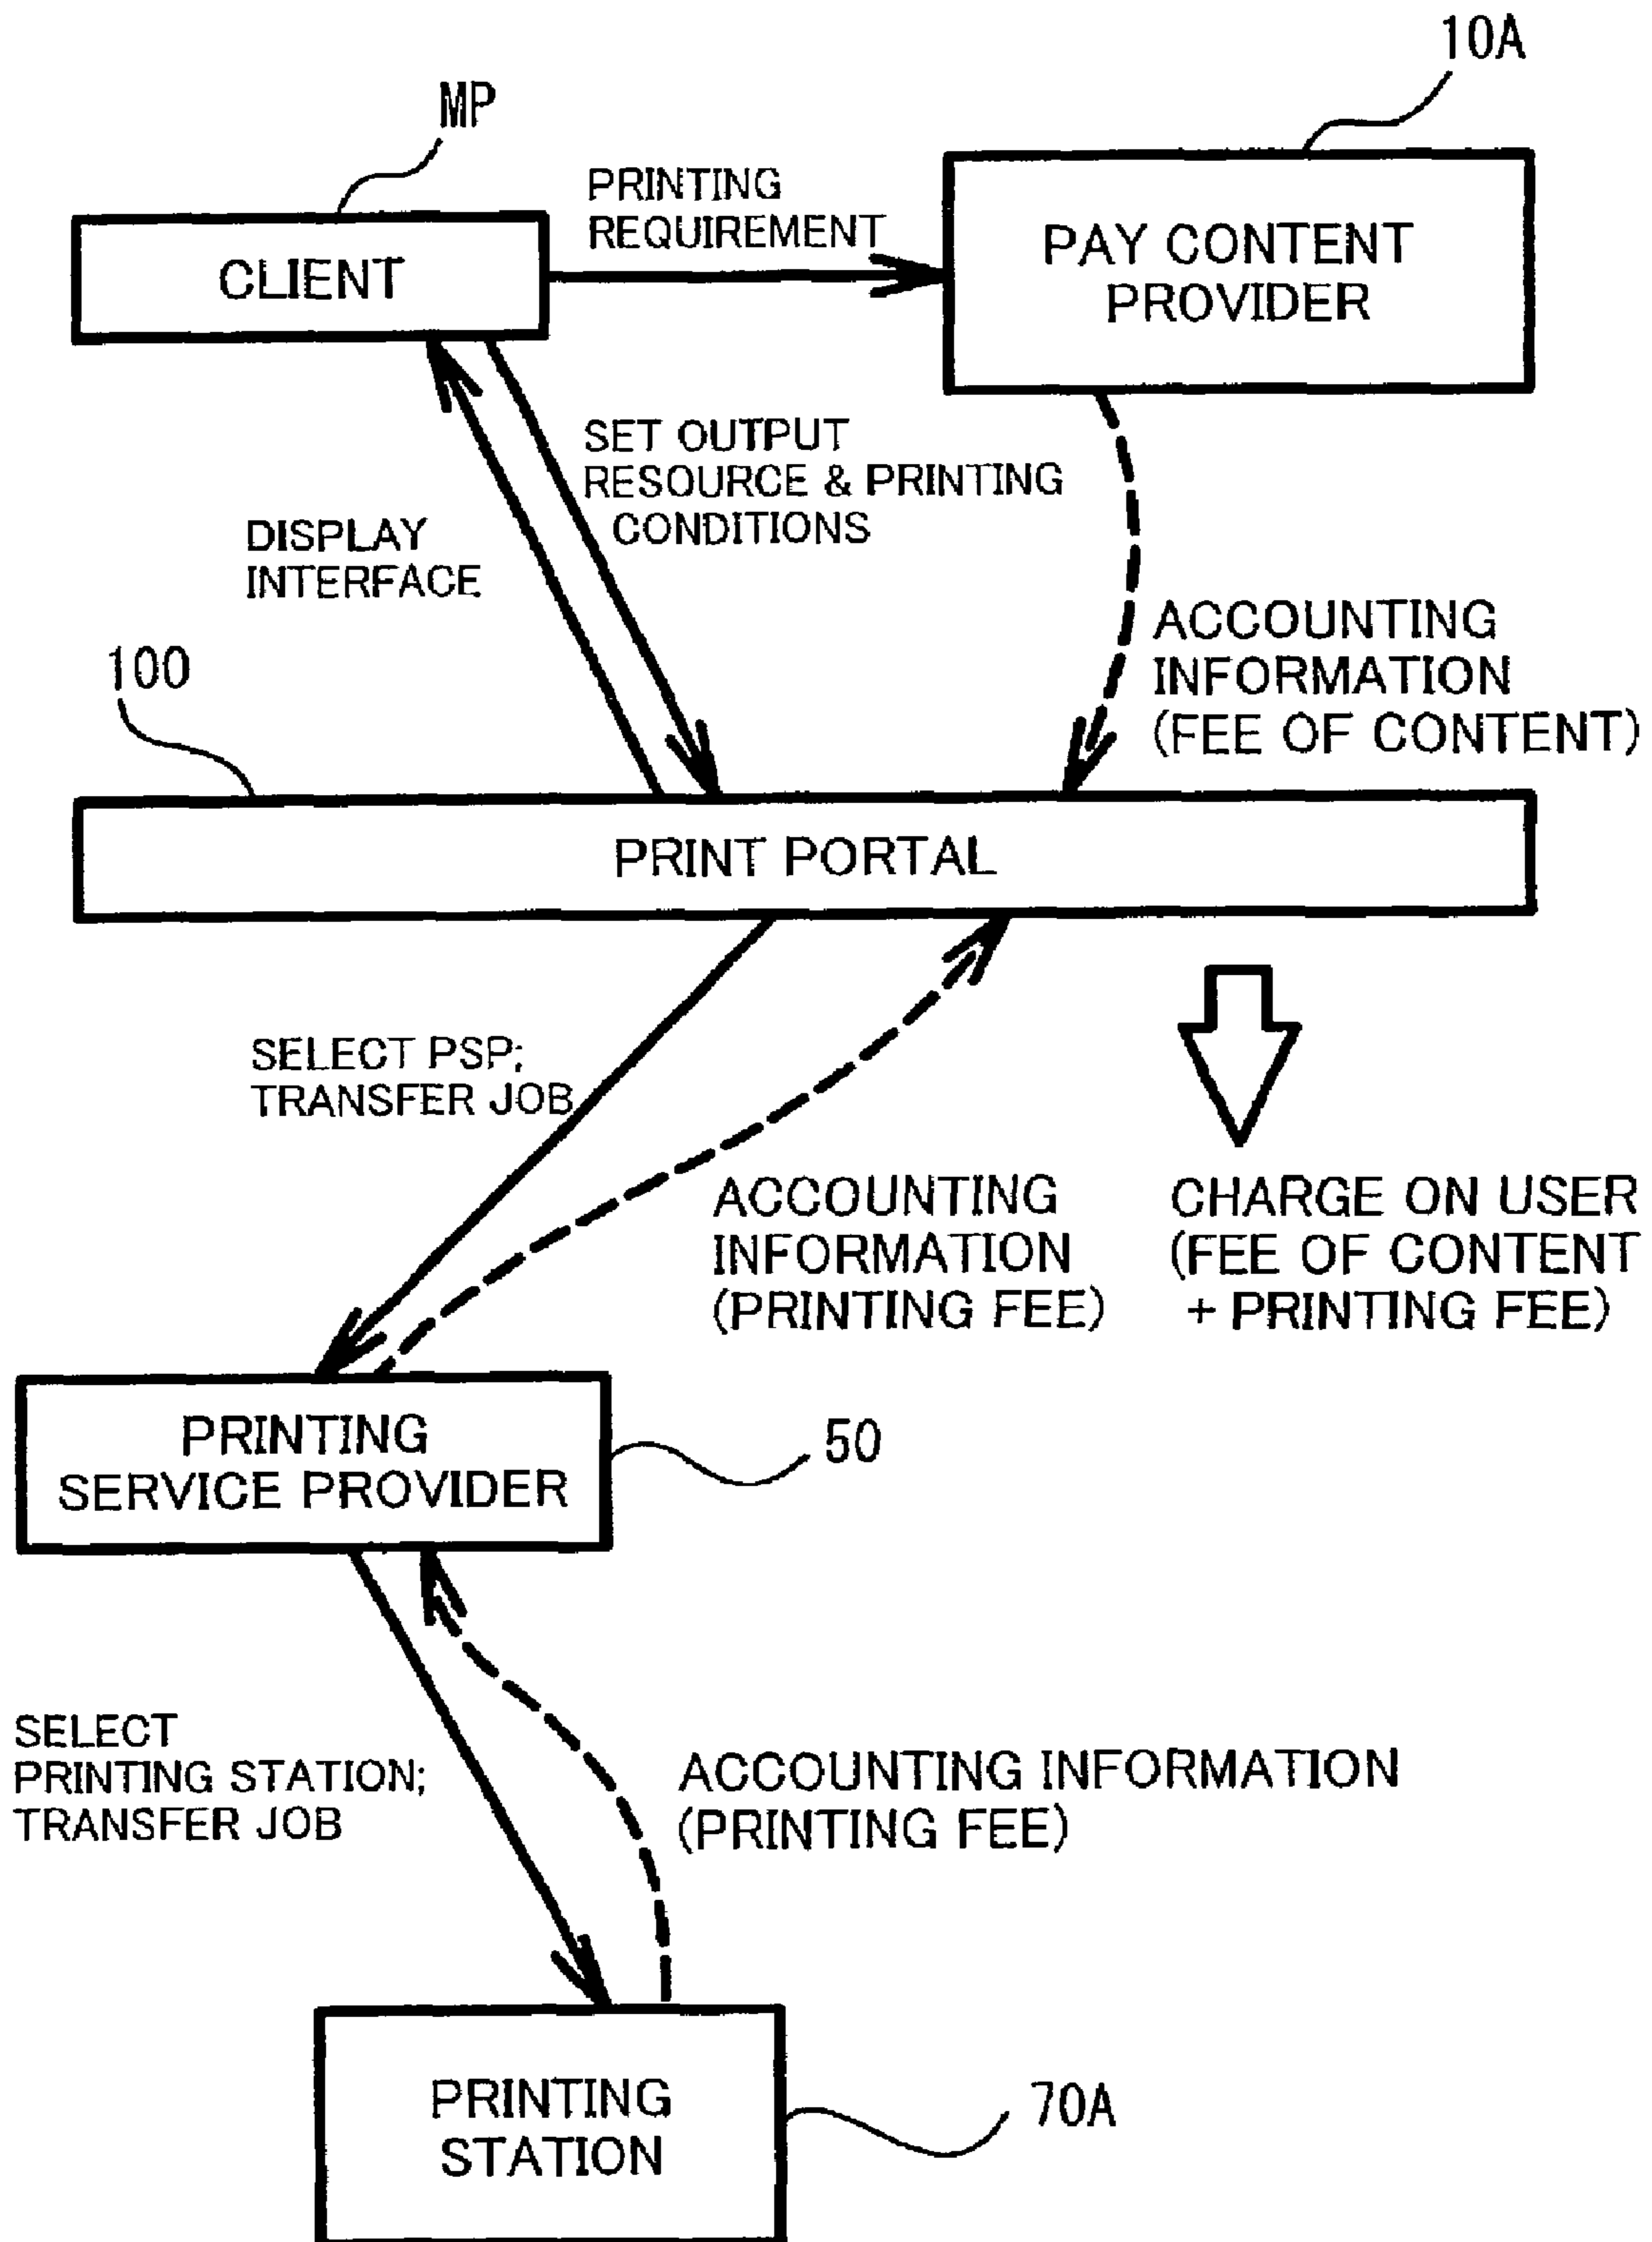 10A
MP
PRINTING
REQUIREMENT
CLIENT
PAY CONTENT
PROVIDER
SET OUTPUT
RESOURCE & PRINTING
CONDITIONS
DISPLAY
INTERFACE
ACCOUNTING
INFORMATION
(FEE OF CONTENT)
100
PRINT PORTAL
SELECT PSP;
TRANSFER JOB
ACCOUNTING
INFORMATION
(PRINTING FEE)
CHARGE ON USER
(FEE OF CONTENT
+ PRINTING FEE)
PRINTING
SERVICE PROVIDER
50
SELECT
PRINTING STATION;
TRANSFER JOB
ACCOUNTING INFORMATION
(PRINTING FEE)
PRINTING
STATION
70A